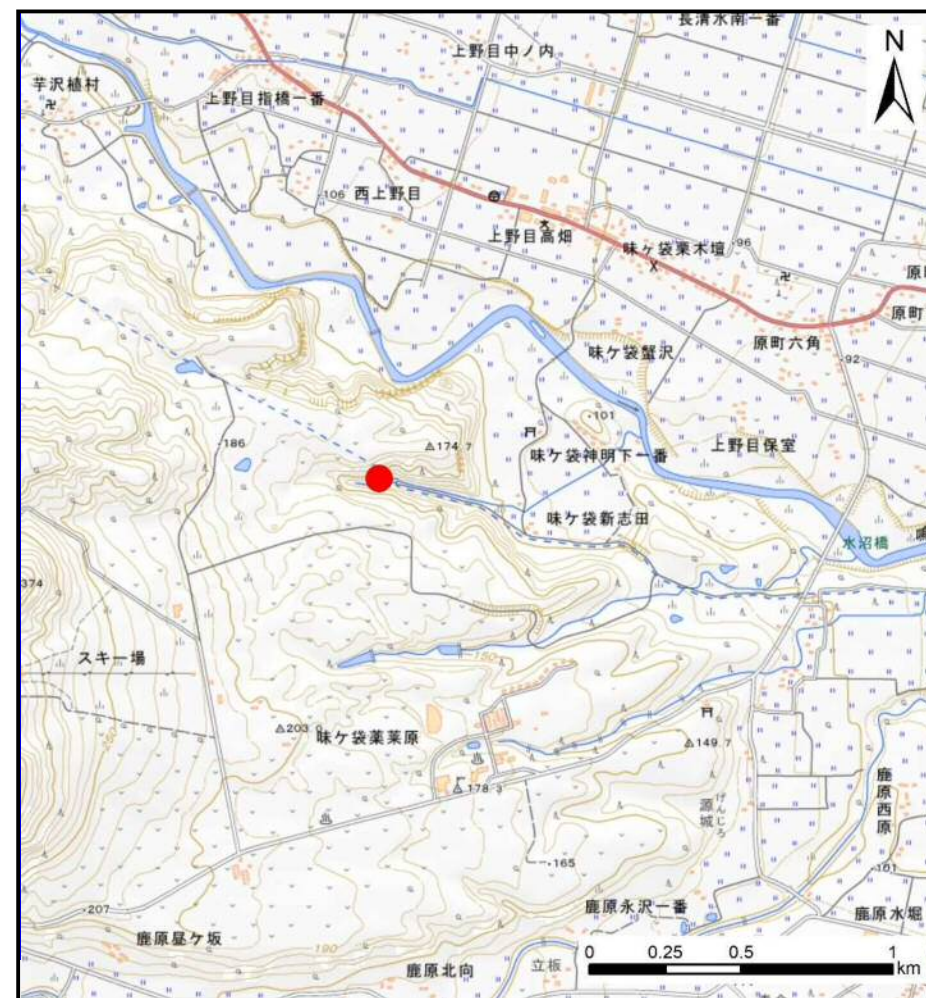 長清水南一番
N
上野目中ノ内
芋沢植村
上野目指橋一番
106
西上野目
上野目高畑
味ヶ袋栗木壇
96
原町
原町六角
味ケ袋蟹沢
92
101
186
174.7
味ケ袋神明下一番
上野目保室
味ケ袋新志田
水沼橋
374
スキー場
150
203
味ケ袋薬莱原
149.7
178.3
げんじろ
源城
鹿原西原
165
101
207
鹿原永沢一番
鹿原水堀
鹿原昼ケ坂
190
鹿原北向
立板
0 0.25 0.5 1
km